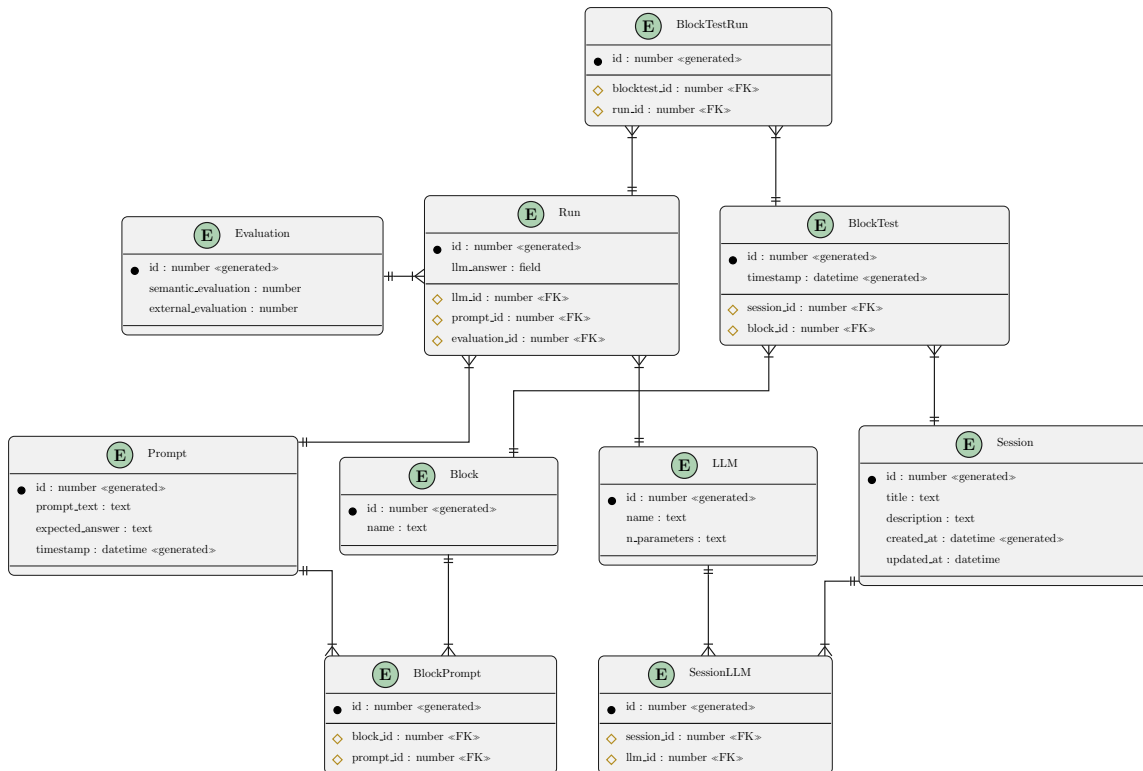 E BlockTestRun
id : number «generated»
blocktest_id : number «FK»
run_id : number «FK»
E Evaluation
id : number «generated»
semantic_evaluation : number
external_evaluation : number
E Run
id : number «generated»
llm_answer : field
llm_id : number «FK»
prompt_id : number «FK»
evaluation_id : number «FK»
E BlockTest
id : number «generated»
timestamp : datetime «generated»
session_id : number «FK»
block_id : number «FK»
E Prompt
id : number «generated»
prompt_text : text
expected_answer : text
timestamp : datetime «generated»
E Block
id : number «generated»
name : text
E LLM
id : number «generated»
name : text
n_parameters : text
E Session
id : number «generated»
title : text
description : text
created_at : datetime «generated»
updated_at : datetime
E BlockPrompt
id : number «generated»
block_id : number «FK»
prompt_id : number «FK»
E SessionLLM
id : number «generated»
session_id : number «FK»
llm_id : number «FK»